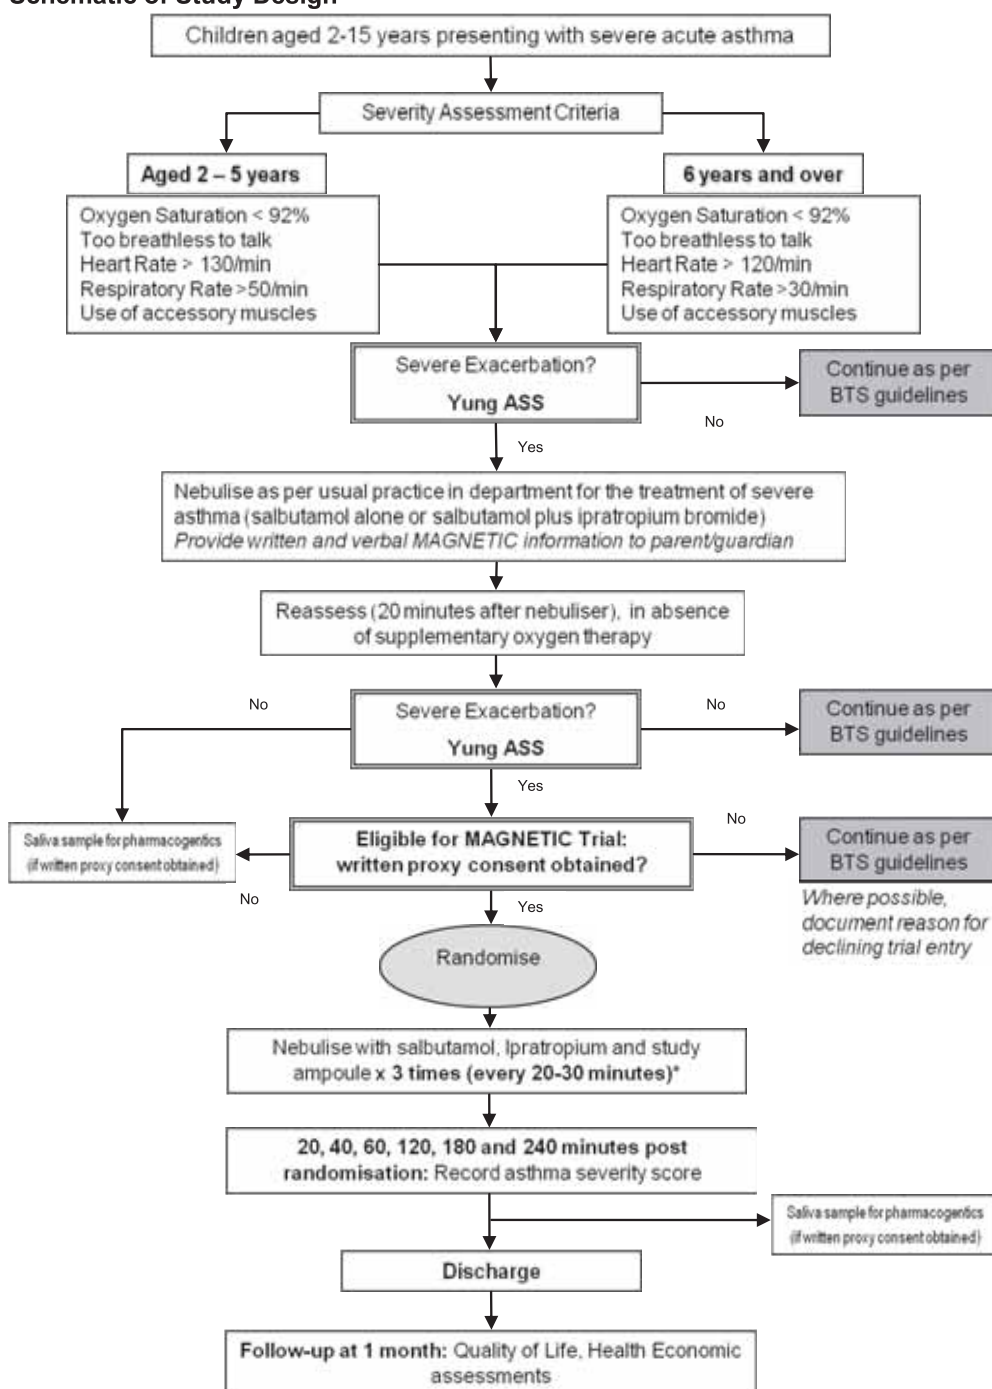 Schematic of Study Design
Children aged 2-15 years presenting with severe acute asthma
Severity Assessment Criteria
Aged 2 – 5 years
Oxygen Saturation < 92%
Too breathless to talk
Heart Rate > 130/min
Respiratory Rate >50/min
Use of accessory muscles
6 years and over
Oxygen Saturation < 92%
Too breathless to talk
Heart Rate > 120/min
Respiratory Rate >30/min
Use of accessory muscles
Severe Exacerbation?
Yung ASS
No
Continue as per
BTS guidelines
Yes
Nebulise as per usual practice in department for the treatment of severe
asthma (salbutamol alone or salbutamol plus ipratropium bromide)
Provide written and verbal MAGNETIC information to parent/guardian
Reassess (20 minutes after nebuliser), in absence
of supplementary oxygen therapy
No
Severe Exacerbation?
Yung ASS
No
Continue as per
BTS guidelines
Yes
Saliva sample for pharmacogentics
(if written proxy consent obtained)
No
Eligible for MAGNETIC Trial:
written proxy consent obtained?
No
Continue as per
BTS guidelines
Where possible,
document reason for
declining trial entry
Yes
Randomise
Nebulise with salbutamol, Ipratropium and study
ampoule x 3 times (every 20-30 minutes)*
20, 40, 60, 120, 180 and 240 minutes post
randomisation: Record asthma severity score
Saliva sample for pharmacogentics
(if written proxy consent obtained)
Discharge
Follow-up at 1 month: Quality of Life, Health Economic
assessments